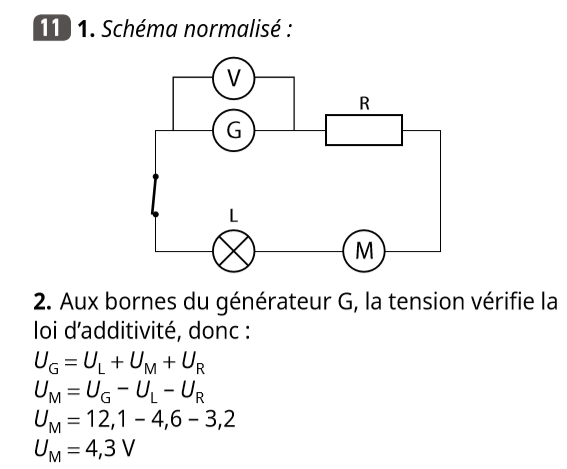 11 1. Schéma normalisé :
V
R
G
L
M
2. Aux bornes du générateur G, la tension vérifie la
loi d’additivité, donc :
UG = UL + UM + UR
UM = UG − UL − UR
UM = 12,1 − 4,6 − 3,2
UM = 4,3 V